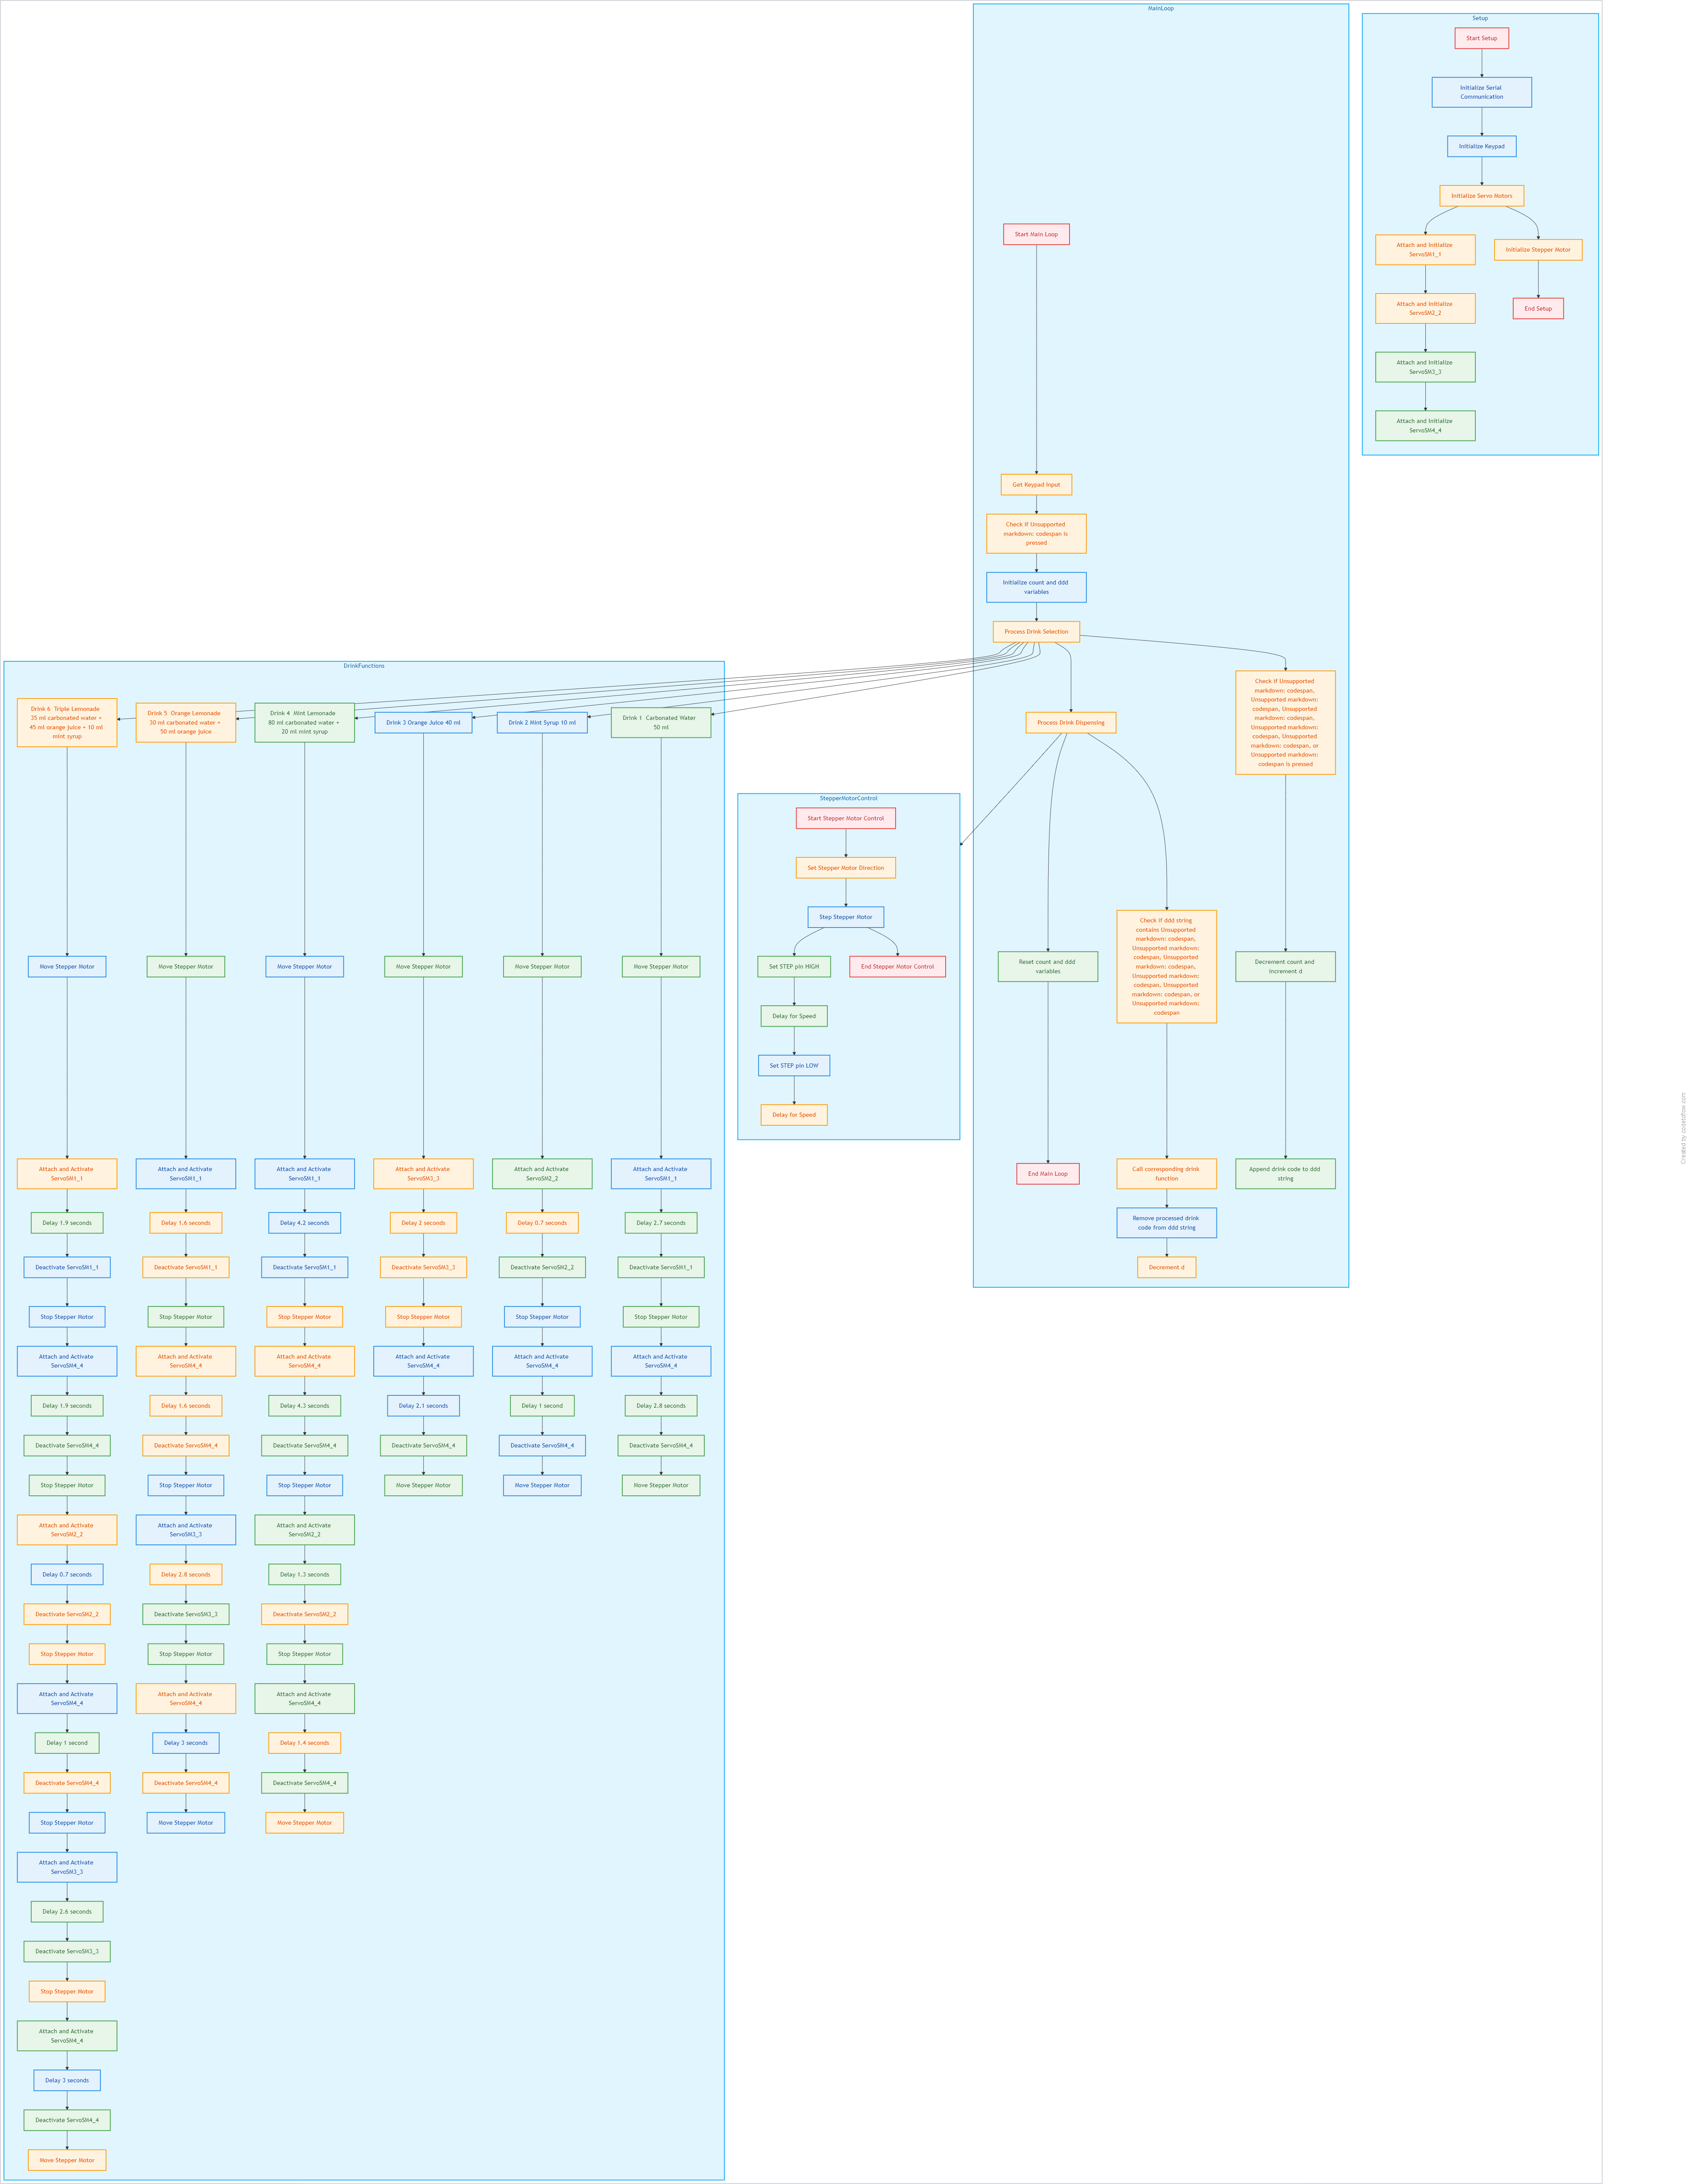 MainLoop
Setup
Start Setup
Initialize Serial
Communication
Initialize Keypad
Initialize Servo Motors
Attach and Initialize
ServoSM1_1
Initialize Stepper Motor
Attach and Initialize
ServoSM2_2
End Setup
Attach and Initialize
ServoSM3_3
Attach and Initialize
ServoSM4_4
Start Main Loop
Get Keypad Input
Check if Unsupported
markdown: codespan is
pressed
Initialize count and ddd
variables
Process Drink Selection
Process Drink Dispensing
Check if Unsupported
markdown: codespan,
Unsupported markdown:
codespan, Unsupported
markdown: codespan,
Unsupported markdown:
codespan, Unsupported
markdown: codespan, or
Unsupported markdown:
codespan is pressed
Reset count and ddd
variables
Check if ddd string
contains Unsupported
markdown: codespan,
Unsupported markdown:
codespan, Unsupported
markdown: codespan,
Unsupported markdown:
codespan, Unsupported
markdown: codespan, or
Unsupported markdown:
codespan
Decrement count and
increment d
End Main Loop
Call corresponding drink
function
Append drink code to ddd
string
Remove processed drink
code from ddd string
Decrement d
StepperMotorControl
Start Stepper Motor Control
Set Stepper Motor Direction
Step Stepper Motor
Set STEP pin HIGH
End Stepper Motor Control
Delay for Speed
Set STEP pin LOW
Delay for Speed
DrinkFunctions
Drink 6 Triple Lemonade
35 ml carbonated water +
45 ml orange juice + 10 ml
mint syrup
Move Stepper Motor
Attach and Activate
ServoSM1_1
Delay 1.9 seconds
Deactivate ServoSM1_1
Stop Stepper Motor
Attach and Activate
ServoSM4_4
Delay 1.9 seconds
Deactivate ServoSM4_4
Stop Stepper Motor
Attach and Activate
ServoSM2_2
Delay 0.7 seconds
Deactivate ServoSM2_2
Stop Stepper Motor
Attach and Activate
ServoSM4_4
Delay 1 second
Deactivate ServoSM4_4
Stop Stepper Motor
Attach and Activate
ServoSM3_3
Delay 2.6 seconds
Deactivate ServoSM3_3
Stop Stepper Motor
Attach and Activate
ServoSM4_4
Delay 3 seconds
Deactivate ServoSM4_4
Move Stepper Motor
Drink 5 Orange Lemonade
30 ml carbonated water +
50 ml orange juice
Move Stepper Motor
Attach and Activate
ServoSM1_1
Delay 1.6 seconds
Deactivate ServoSM1_1
Stop Stepper Motor
Attach and Activate
ServoSM4_4
Delay 1.6 seconds
Deactivate ServoSM4_4
Stop Stepper Motor
Attach and Activate
ServoSM3_3
Delay 2.8 seconds
Deactivate ServoSM3_3
Stop Stepper Motor
Attach and Activate
ServoSM4_4
Delay 3 seconds
Deactivate ServoSM4_4
Move Stepper Motor
Drink 4 Mint Lemonade
80 ml carbonated water +
20 ml mint syrup
Move Stepper Motor
Attach and Activate
ServoSM1_1
Delay 4.2 seconds
Deactivate ServoSM1_1
Stop Stepper Motor
Attach and Activate
ServoSM4_4
Delay 4.3 seconds
Deactivate ServoSM4_4
Stop Stepper Motor
Attach and Activate
ServoSM2_2
Delay 1.3 seconds
Deactivate ServoSM2_2
Stop Stepper Motor
Attach and Activate
ServoSM4_4
Delay 1.4 seconds
Deactivate ServoSM4_4
Move Stepper Motor
Drink 3 Orange Juice 40 ml
Move Stepper Motor
Attach and Activate
ServoSM3_3
Delay 2 seconds
Deactivate ServoSM3_3
Stop Stepper Motor
Attach and Activate
ServoSM4_4
Delay 2.1 seconds
Deactivate ServoSM4_4
Move Stepper Motor
Drink 2 Mint Syrup 10 ml
Move Stepper Motor
Attach and Activate
ServoSM2_2
Delay 0.7 seconds
Deactivate ServoSM2_2
Stop Stepper Motor
Attach and Activate
ServoSM4_4
Delay 1 second
Deactivate ServoSM4_4
Move Stepper Motor
Drink 1 Carbonated Water
50 ml
Move Stepper Motor
Attach and Activate
ServoSM1_1
Delay 2.7 seconds
Deactivate ServoSM1_1
Stop Stepper Motor
Attach and Activate
ServoSM4_4
Delay 2.8 seconds
Deactivate ServoSM4_4
Move Stepper Motor
Created by codetoflow.com